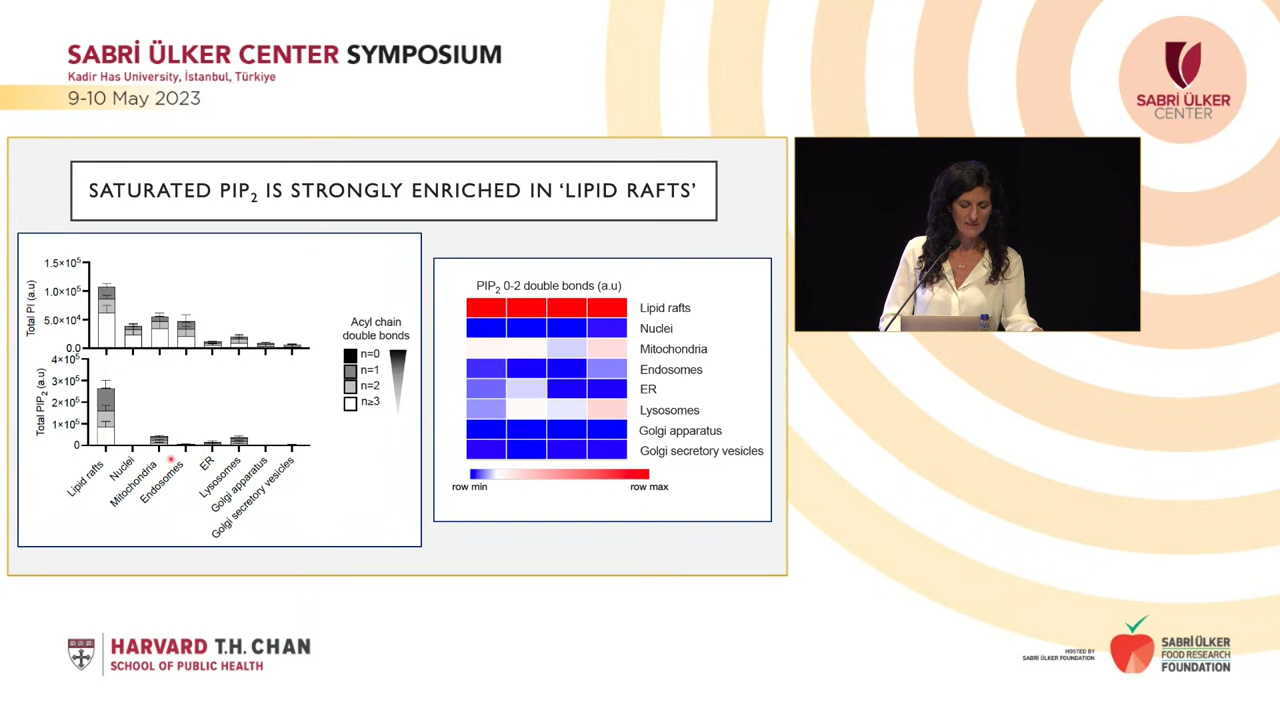 SABRİ ÜLKER CENTER SYMPOSIUM
Kadir Has University, İstanbul, Türkiye
9-10 May 2023
SABRİ ÜLKER
CENTER
SATURATED PIP₂ IS STRONGLY ENRICHED IN ‘LIPID RAFTS’
Total PI (a.u)
1.5×10⁵
1.0×10⁵
5.0×10⁴
0.0
Total PIP₂ (a.u)
4×10⁵
3×10⁵
2×10⁵
1×10⁵
0
Lipid rafts
Nuclei
Mitochondria
Endosomes
ER
Lysosomes
Golgi apparatus
Golgi secretory vesicles
Acyl chain
double bonds
n=0
n=1
n=2
n≥3
PIP₂ 0-2 double bonds (a.u)
Lipid rafts
Nuclei
Mitochondria
Endosomes
ER
Lysosomes
Golgi apparatus
Golgi secretory vesicles
row min
row max
HARVARD T.H. CHAN
SCHOOL OF PUBLIC HEALTH
HOSTED BY
SABRİ ÜLKER FOUNDATION
SABRİ ÜLKER
FOOD RESEARCH
FOUNDATION